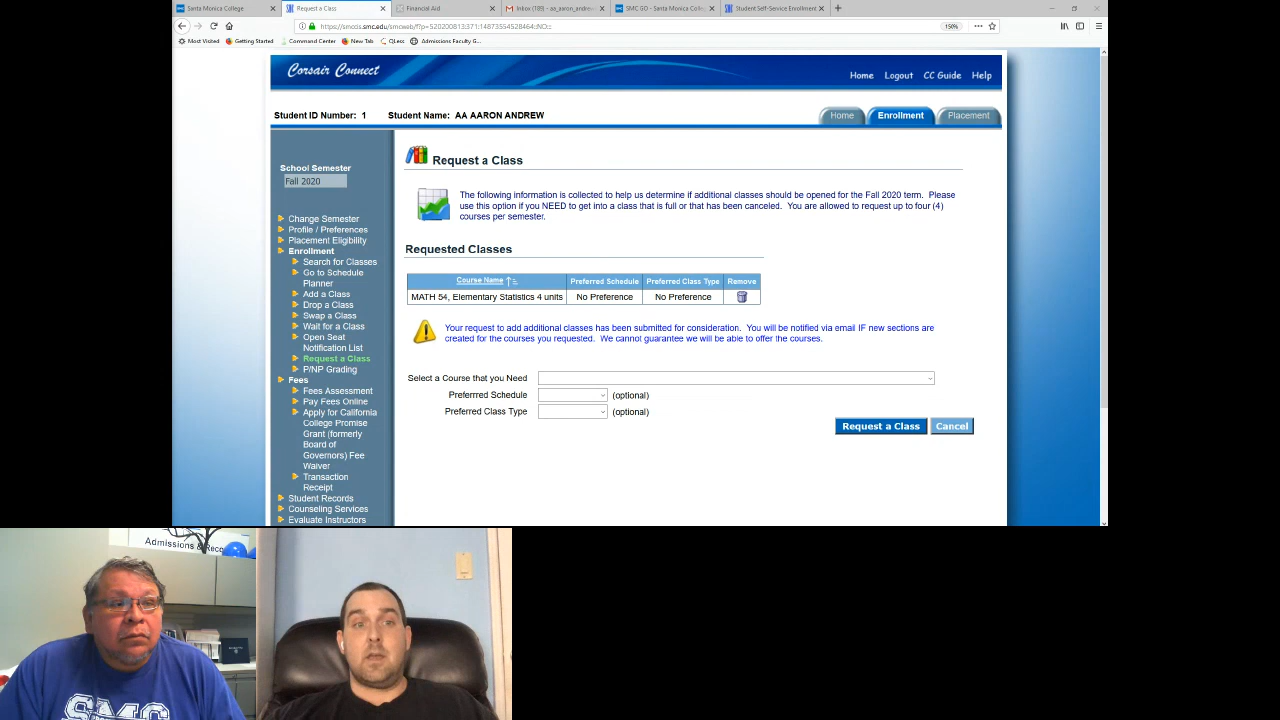 Santa Monica College
Request a Class
Financial Aid
SMC GO - Santa Monica Colleg
Student Self-Service Enrollment
150%
Most Visited
Getting Started
Command Center
New Tab
QLess
Admissions Faculty G...
Corsair Connect
Home Logout CC Guide Help
Student ID Number: 1 Student Name: AA AARON ANDREW
Home Enrollment Placement
School Semester
Fall 2020
Change Semester
Profile / Preferences
Placement Eligibility
Enrollment
Search for Classes
Go to Schedule
Planner
Add a Class
Drop a Class
Swap a Class
Wait for a Class
Open Seat
Notification List
Request a Class
P/NP Grading
Fees
Fees Assessment
Pay Fees Online
Apply for California
College Promise
Grant (formerly
Board of
Governors) Fee
Waiver
Transaction
Receipt
Student Records
Counseling Services
Evaluate Instructors
Request a Class
The following information is collected to help us determine if additional classes should be opened for the Fall 2020 term. Please
use this option if you NEED to get into a class that is full or that has been canceled. You are allowed to request up to four (4)
courses per semester.
Requested Classes
Course Name Preferred Schedule Preferred Class Type Remove
MATH 54, Elementary Statistics 4 units No Preference No Preference
Your request to add additional classes has been submitted for consideration. You will be notified via email IF new sections are
created for the courses you requested. We cannot guarantee we will be able to offer the courses.
Select a Course that you Need
Preferrred Schedule (optional)
Preferred Class Type (optional)
Request a Class Cancel
Admissions & Reco
SMC